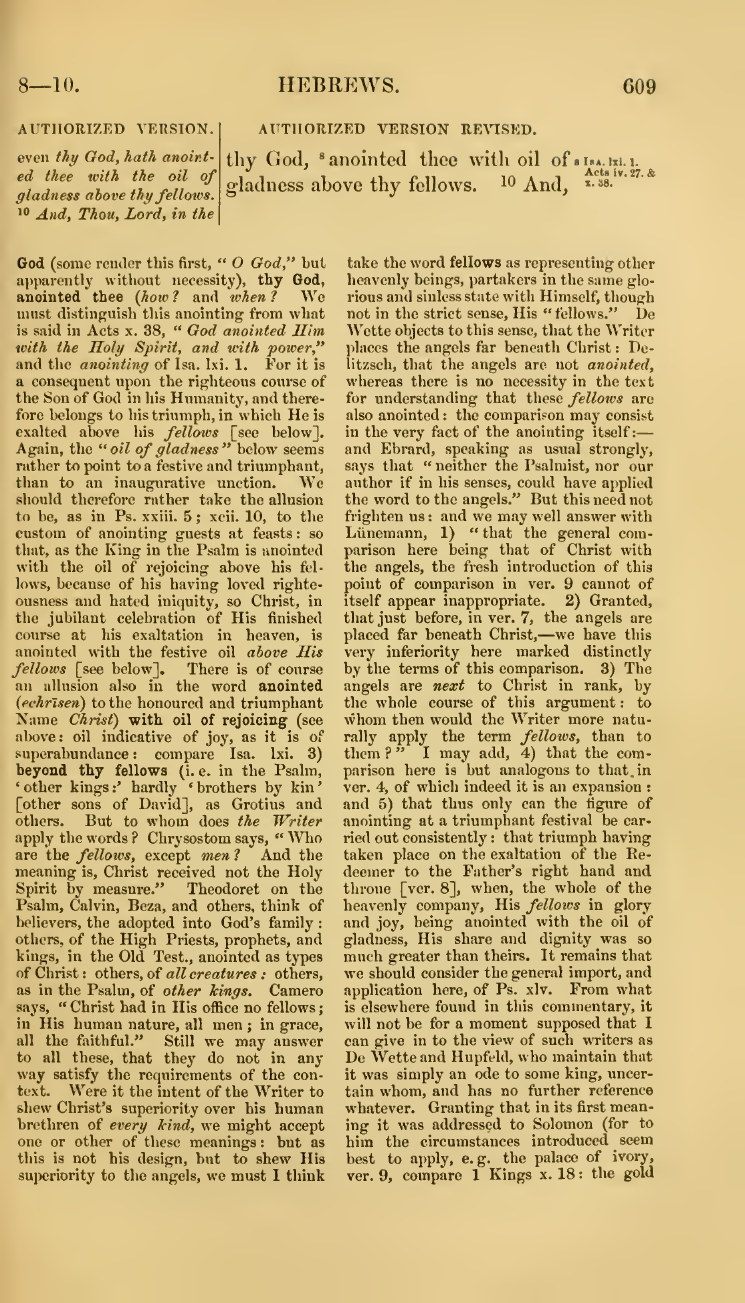 8—10.
HEBREWS.
609
AUTHORIZED VERSION.
even thy God, hath anoint-
ed thee with the oil of
gladness above thy fellows.
10 And, Thou, Lord, in the
AUTHORIZED VERSION REVISED.
thy God, s anointed thee with oil of
gladness above thy fellows. 10 And,
s Isa. lxi. 1.
Acts iv. 27. &
x. 38.
God (some render this first, “O God,” but
apparently without necessity), thy God,
anointed thee (how? and when? We
must distinguish this anointing from what
is said in Acts x. 38, “God anointed Him
with the Holy Spirit, and with power,”
and the anointing of Isa. lxi. 1. For it is
a consequent upon the righteous course of
the Son of God in his Humanity, and there-
fore belongs to his triumph, in which He is
exalted above his fellows [see below].
Again, the “oil of gladness” below seems
rather to point to a festive and triumphant,
than to an inaugurative unction. We
should therefore rather take the allusion
to be, as in Ps. xxiii. 5; xcii. 10, to the
custom of anointing guests at feasts: so
that, as the King in the Psalm is anointed
with the oil of rejoicing above his fel-
lows, because of his having loved righte-
ousness and hated iniquity, so Christ, in
the jubilant celebration of His finished
course at his exaltation in heaven, is
anointed with the festive oil above His
fellows [see below]. There is of course
an allusion also in the word anointed
(echrīsen) to the honoured and triumphant
Name Christ) with oil of rejoicing (see
above: oil indicative of joy, as it is of
superabundance: compare Isa. lxi. 3)
beyond thy fellows (i. e. in the Psalm,
‘other kings:’ hardly ‘brothers by kin’
[other sons of David], as Grotius and
others. But to whom does the Writer
apply the words? Chrysostom says, “Who
are the fellows, except men? And the
meaning is, Christ received not the Holy
Spirit by measure.” Theodoret on the
Psalm, Calvin, Beza, and others, think of
believers, the adopted into God’s family:
others, of the High Priests, prophets, and
kings, in the Old Test., anointed as types
of Christ: others, of all creatures: others,
as in the Psalm, of other kings. Camero
says, “Christ had in His office no fellows;
in His human nature, all men; in grace,
all the faithful.” Still we may answer
to all these, that they do not in any
way satisfy the requirements of the con-
text. Were it the intent of the Writer to
shew Christ’s superiority over his human
brethren of every kind, we might accept
one or other of these meanings: but as
this is not his design, but to shew His
superiority to the angels, we must I think
take the word fellows as representing other
heavenly beings, partakers in the same glo-
rious and sinless state with Himself, though
not in the strict sense, His “fellows.” De
Wette objects to this sense, that the Writer
places the angels far beneath Christ: De-
litzsch, that the angels are not anointed,
whereas there is no necessity in the text
for understanding that these fellows are
also anointed: the comparison may consist
in the very fact of the anointing itself:—
and Ebrard, speaking as usual strongly,
says that “neither the Psalmist, nor our
author if in his senses, could have applied
the word to the angels.” But this need not
frighten us: and we may well answer with
Lünemann, 1) “that the general com-
parison here being that of Christ with
the angels, the fresh introduction of this
point of comparison in ver. 9 cannot of
itself appear inappropriate. 2) Granted,
that just before, in ver. 7, the angels are
placed far beneath Christ,—we have this
very inferiority here marked distinctly
by the terms of this comparison. 3) The
angels are next to Christ in rank, by
the whole course of this argument: to
whom then would the Writer more natu-
rally apply the term fellows, than to
them?” I may add, 4) that the com-
parison here is but analogous to that in
ver. 4, of which indeed it is an expansion:
and 5) that thus only can the figure of
anointing at a triumphant festival be car-
ried out consistently: that triumph having
taken place on the exaltation of the Re-
deemer to the Father’s right hand and
throne [ver. 8], when, the whole of the
heavenly company, His fellows in glory
and joy, being anointed with the oil of
gladness, His share and dignity was so
much greater than theirs. It remains that
we should consider the general import, and
application here, of Ps. xlv. From what
is elsewhere found in this commentary, it
will not be for a moment supposed that I
can give in to the view of such writers as
De Wette and Hupfeld, who maintain that
it was simply an ode to some king, uncer-
tain whom, and has no further reference
whatever. Granting that in its first mean-
ing it was addressed to Solomon (for to
him the circumstances introduced seem
best to apply, e. g. the palace of ivory,
ver. 9, compare 1 Kings x. 18: the gold